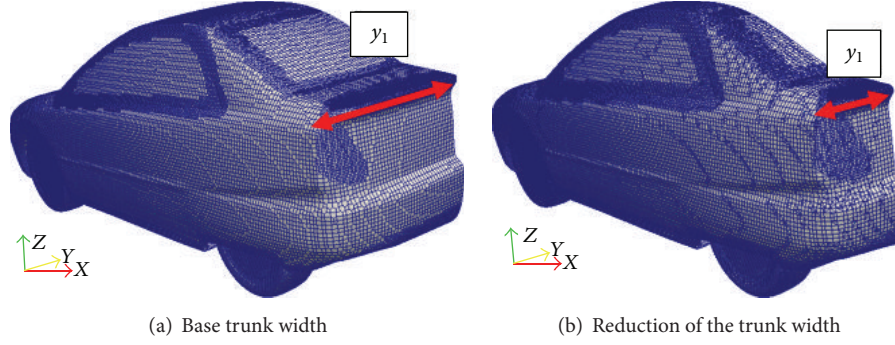 y1
y1
Z
Y
X
Z
Y
X
(a) Base trunk width
(b) Reduction of the trunk width